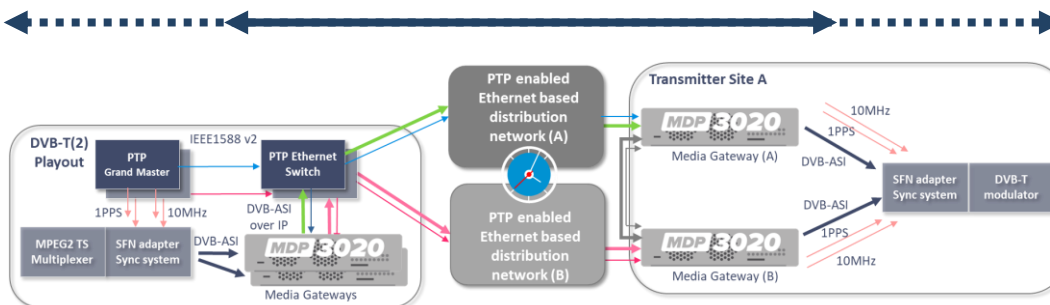 PTP enabled
Ethernet based
distribution
network (A)
Transmitter Site A
10MHz
1PPS
MDP 3020
Media Gateway (A)
DVB-ASI
DVB-T(2)
Playout
IEEE1588 v2
PTP
Grand Master
PTP Ethernet
Switch
1PPS
10MHz
DVB-ASI
over IP
MPEG2 TS
Multiplexer
SFN adapter
Sync system
DVB-ASI
MDP 3020
Media Gateways
PTP enabled
Ethernet based
distribution
network (B)
SFN adapter
Sync system
DVB-T
modulator
DVB-ASI
1PPS
10MHz
MDP 3020
Media Gateway (B)